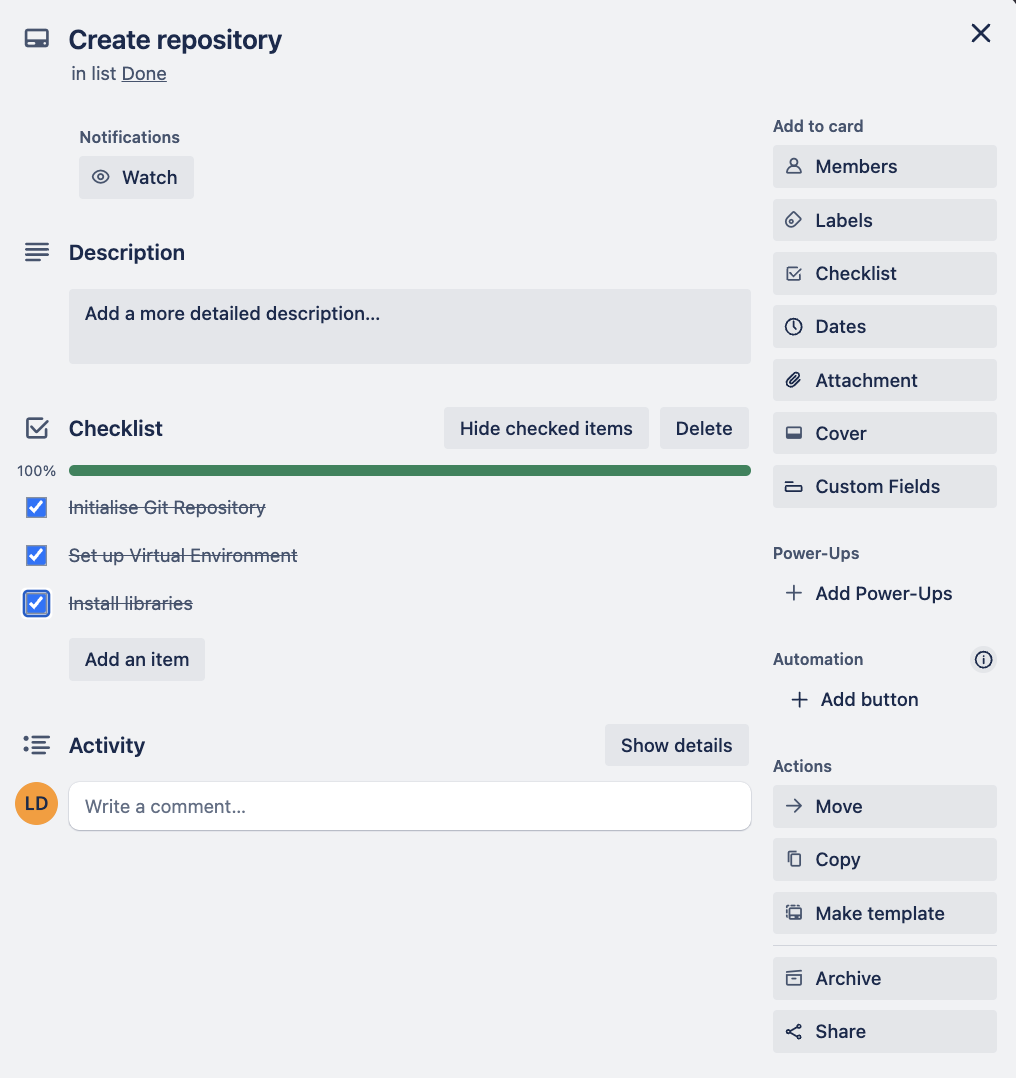 Create repository
in list Done
Notifications
Watch
Description
Add a more detailed description...
Checklist
Hide checked items
Delete
100%
Initialise Git Repository
Set up Virtual Environment
Install libraries
Add an item
Activity
Show details
LD
Write a comment...
Add to card
Members
Labels
Checklist
Dates
Attachment
Cover
Custom Fields
Power-Ups
Add Power-Ups
Automation
Add button
Actions
Move
Copy
Make template
Archive
Share